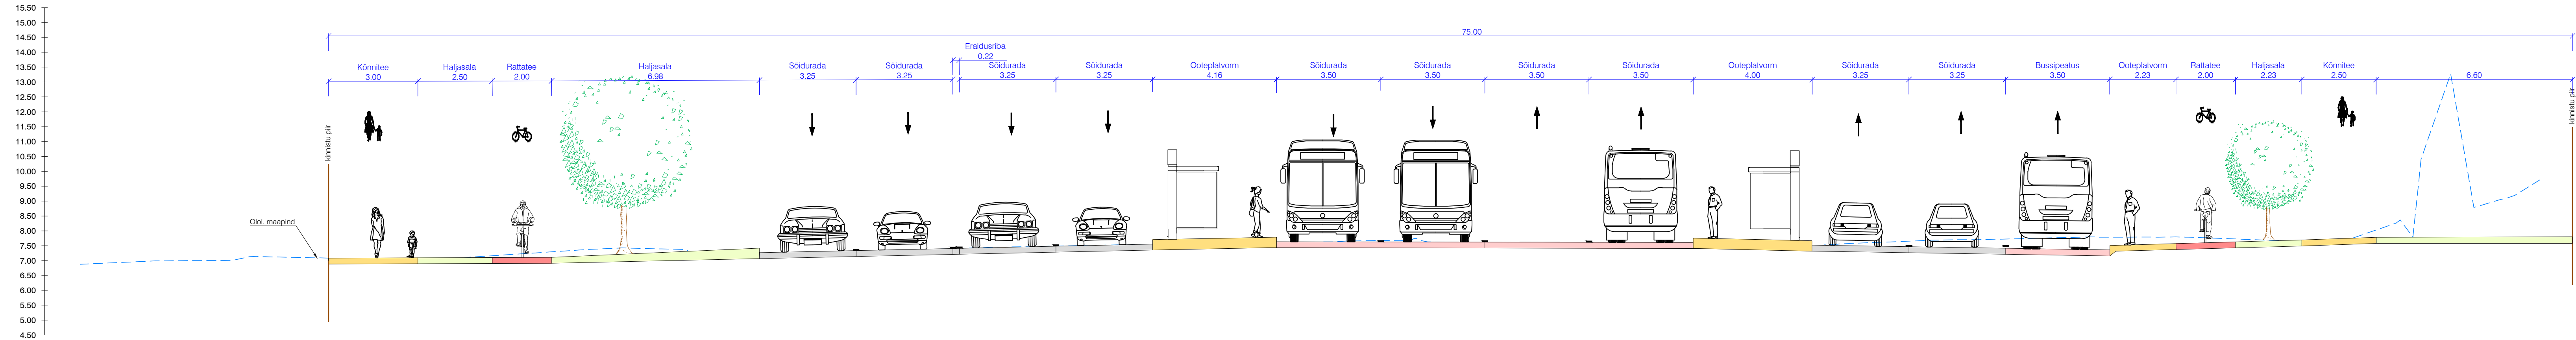 15.50
15.00
14.50
14.00
13.50
13.00
12.50
12.00
11.50
11.00
10.50
10.00
9.50
9.00
8.50
8.00
7.50
7.00
6.50
6.00
5.50
5.00
4.50
75.00
Eraldusriba
0.22
Kõnnitee
3.00
Haljasala
2.50
Rattatee
2.00
Haljasala
6.98
Sõidurada
3.25
Sõidurada
3.25
Sõidurada
3.25
Sõidurada
3.25
Ooteplatvorm
4.16
Sõidurada
3.50
Sõidurada
3.50
Sõidurada
3.50
Sõidurada
3.50
Ooteplatvorm
4.00
Sõidurada
3.25
Sõidurada
3.25
Bussipeatus
3.50
Ooteplatvorm
2.23
Rattatee
2.00
Haljasala
2.23
Kõnnitee
2.50
6.60
kinnistu piir
kinnistu piir
Olol. maapind